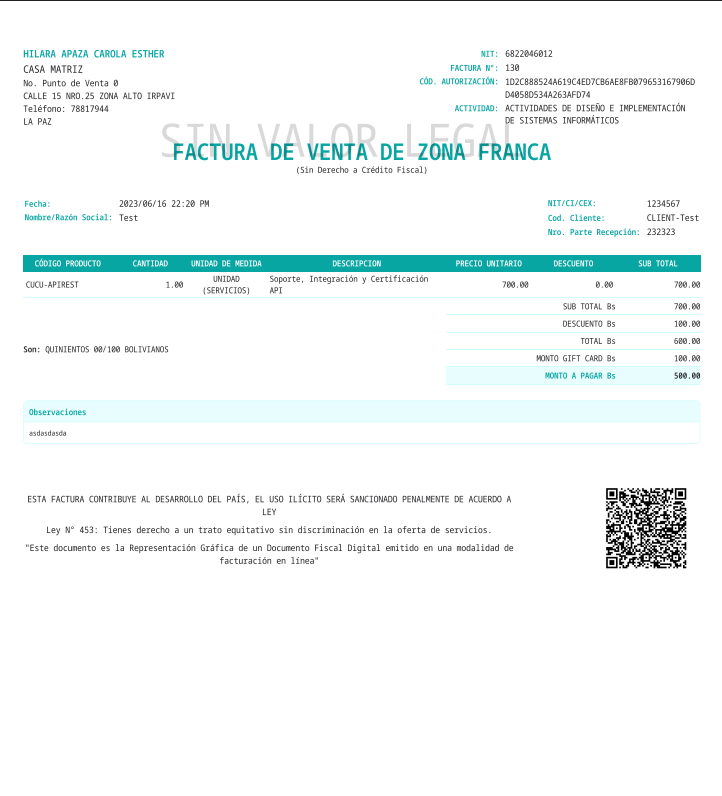 HILARA APAZA CAROLA ESTHER
CASA MATRIZ
No. Punto de Venta 0
CALLE 15 NRO.25 ZONA ALTO IRPAVI
Teléfono: 78817944
LA PAZ
NIT: 6822046012
FACTURA N°: 130
CÓD. AUTORIZACIÓN: 1D2C888524A619C4ED7CB6AE8FB079653167906D
D4058D534A263AFD74
ACTIVIDAD: ACTIVIDADES DE DISEÑO E IMPLEMENTACIÓN
DE SISTEMAS INFORMÁTICOS
SIN VALOR LEGAL
FACTURA DE VENTA DE ZONA FRANCA
(Sin Derecho a Crédito Fiscal)
Fecha: 2023/06/16 22:20 PM
Nombre/Razón Social: Test
NIT/CI/CEX: 1234567
Cod. Cliente: CLIENT-Test
Nro. Parte Recepción: 232323
CÓDIGO PRODUCTO CANTIDAD UNIDAD DE MEDIDA DESCRIPCION PRECIO UNITARIO DESCUENTO SUB TOTAL
CUCU-APIREST 1.00 UNIDAD (SERVICIOS) Soporte, Integración y Certificación API 700.00 0.00 700.00
SUB TOTAL Bs 700.00
DESCUENTO Bs 100.00
TOTAL Bs 600.00
Son: QUINIENTOS 00/100 BOLIVIANOS
MONTO GIFT CARD Bs 100.00
MONTO A PAGAR Bs 500.00
Observaciones
asdasdasda
ESTA FACTURA CONTRIBUYE AL DESARROLLO DEL PAÍS, EL USO ILÍCITO SERÁ SANCIONADO PENALMENTE DE ACUERDO A
LEY
Ley N° 453: Tienes derecho a un trato equitativo sin discriminación en la oferta de servicios.
"Este documento es la Representación Gráfica de un Documento Fiscal Digital emitido en una modalidad de
facturación en línea"